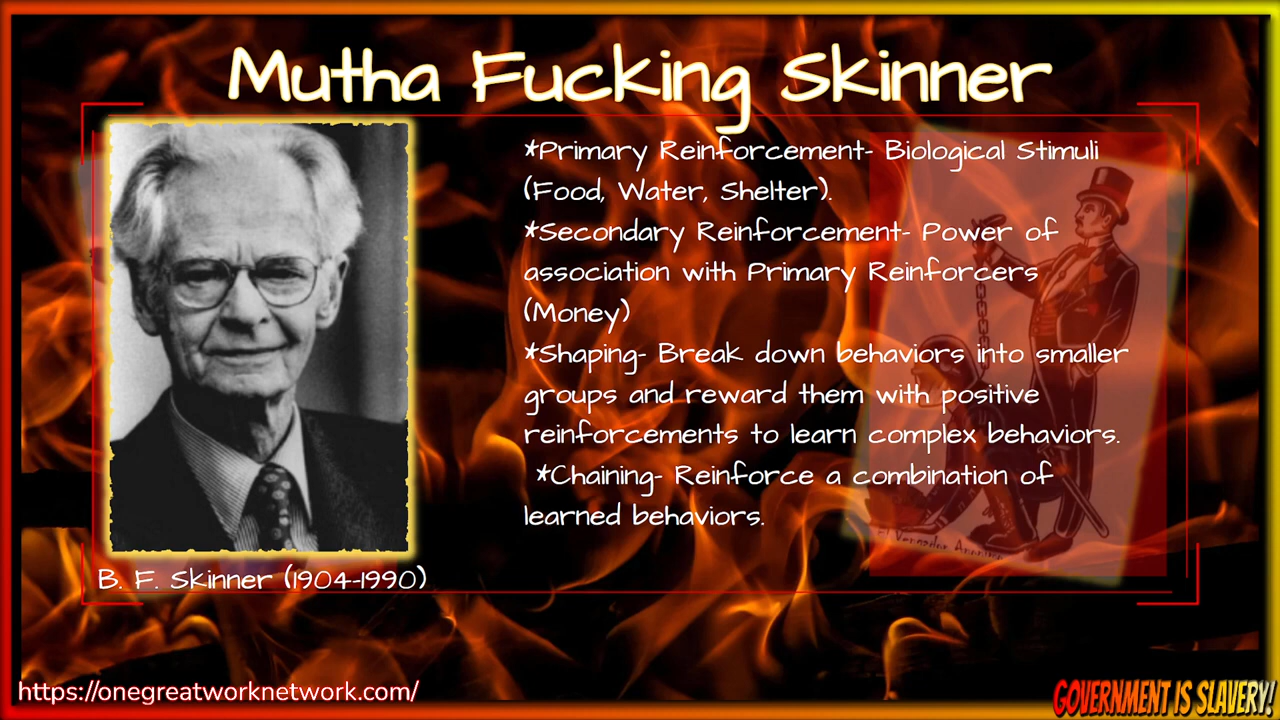 Mutha Fucking Skinner
*Primary Reinforcement- Biological Stimuli
(Food, Water, Shelter).
*Secondary Reinforcement- Power of
association with Primary Reinforcers
(Money)
*Shaping- Break down behaviors into smaller
groups and reward them with positive
reinforcements to learn complex behaviors.
*Chaining- Reinforce a combination of
learned behaviors.
B. F. Skinner (1904-1990)
https://onegreatworknetwork.com/
GOVERNMENT IS SLAVERY!